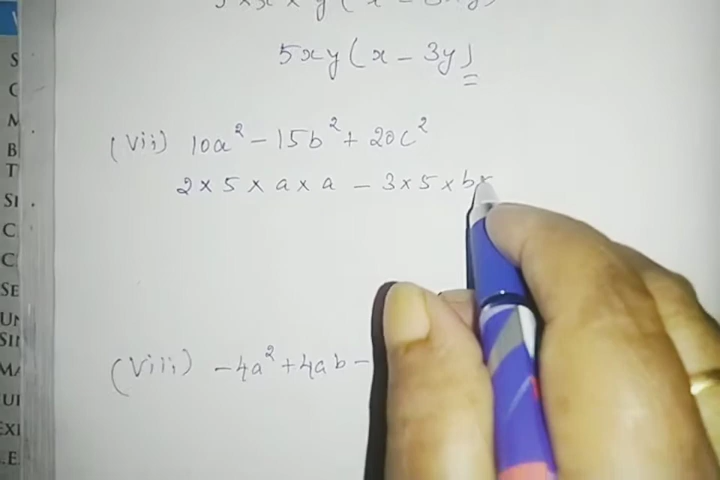 5xy(x - 3y)
(vii) 10a² - 15b² + 20c²
2 × 5 × a × a - 3 × 5 × b×
(viii) -4a² + 4ab -